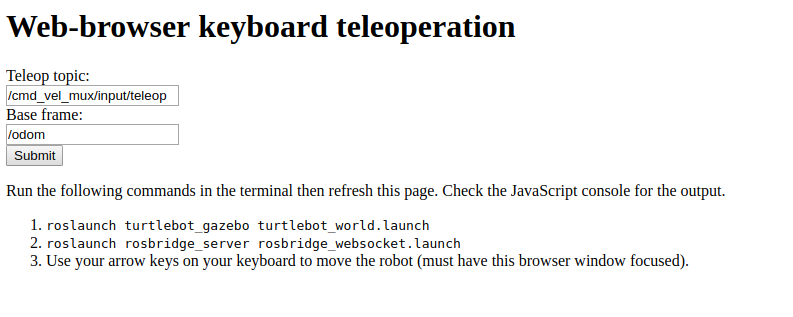 Web-browser keyboard teleoperation
Teleop topic:
/cmd_vel_mux/input/teleop
Base frame:
/odom
Submit
Run the following commands in the terminal then refresh this page. Check the JavaScript console for the output.
1. roslaunch turtlebot_gazebo turtlebot_world.launch
2. roslaunch rosbridge_server rosbridge_websocket.launch
3. Use your arrow keys on your keyboard to move the robot (must have this browser window focused).